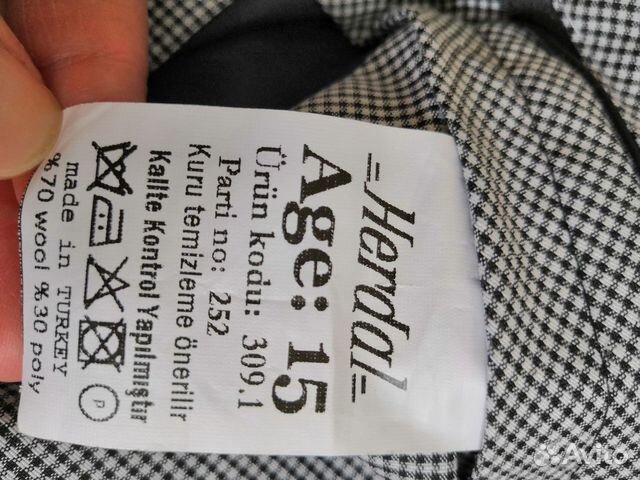 =Herdal=
Age: 15
Ürün kodu: 309.1
Parti no: 252
Kuru temizleme önerilir
Kalite Kontrol Yapılmıştır
P
made in TURKEY
%70 wool %30 poly
Avito